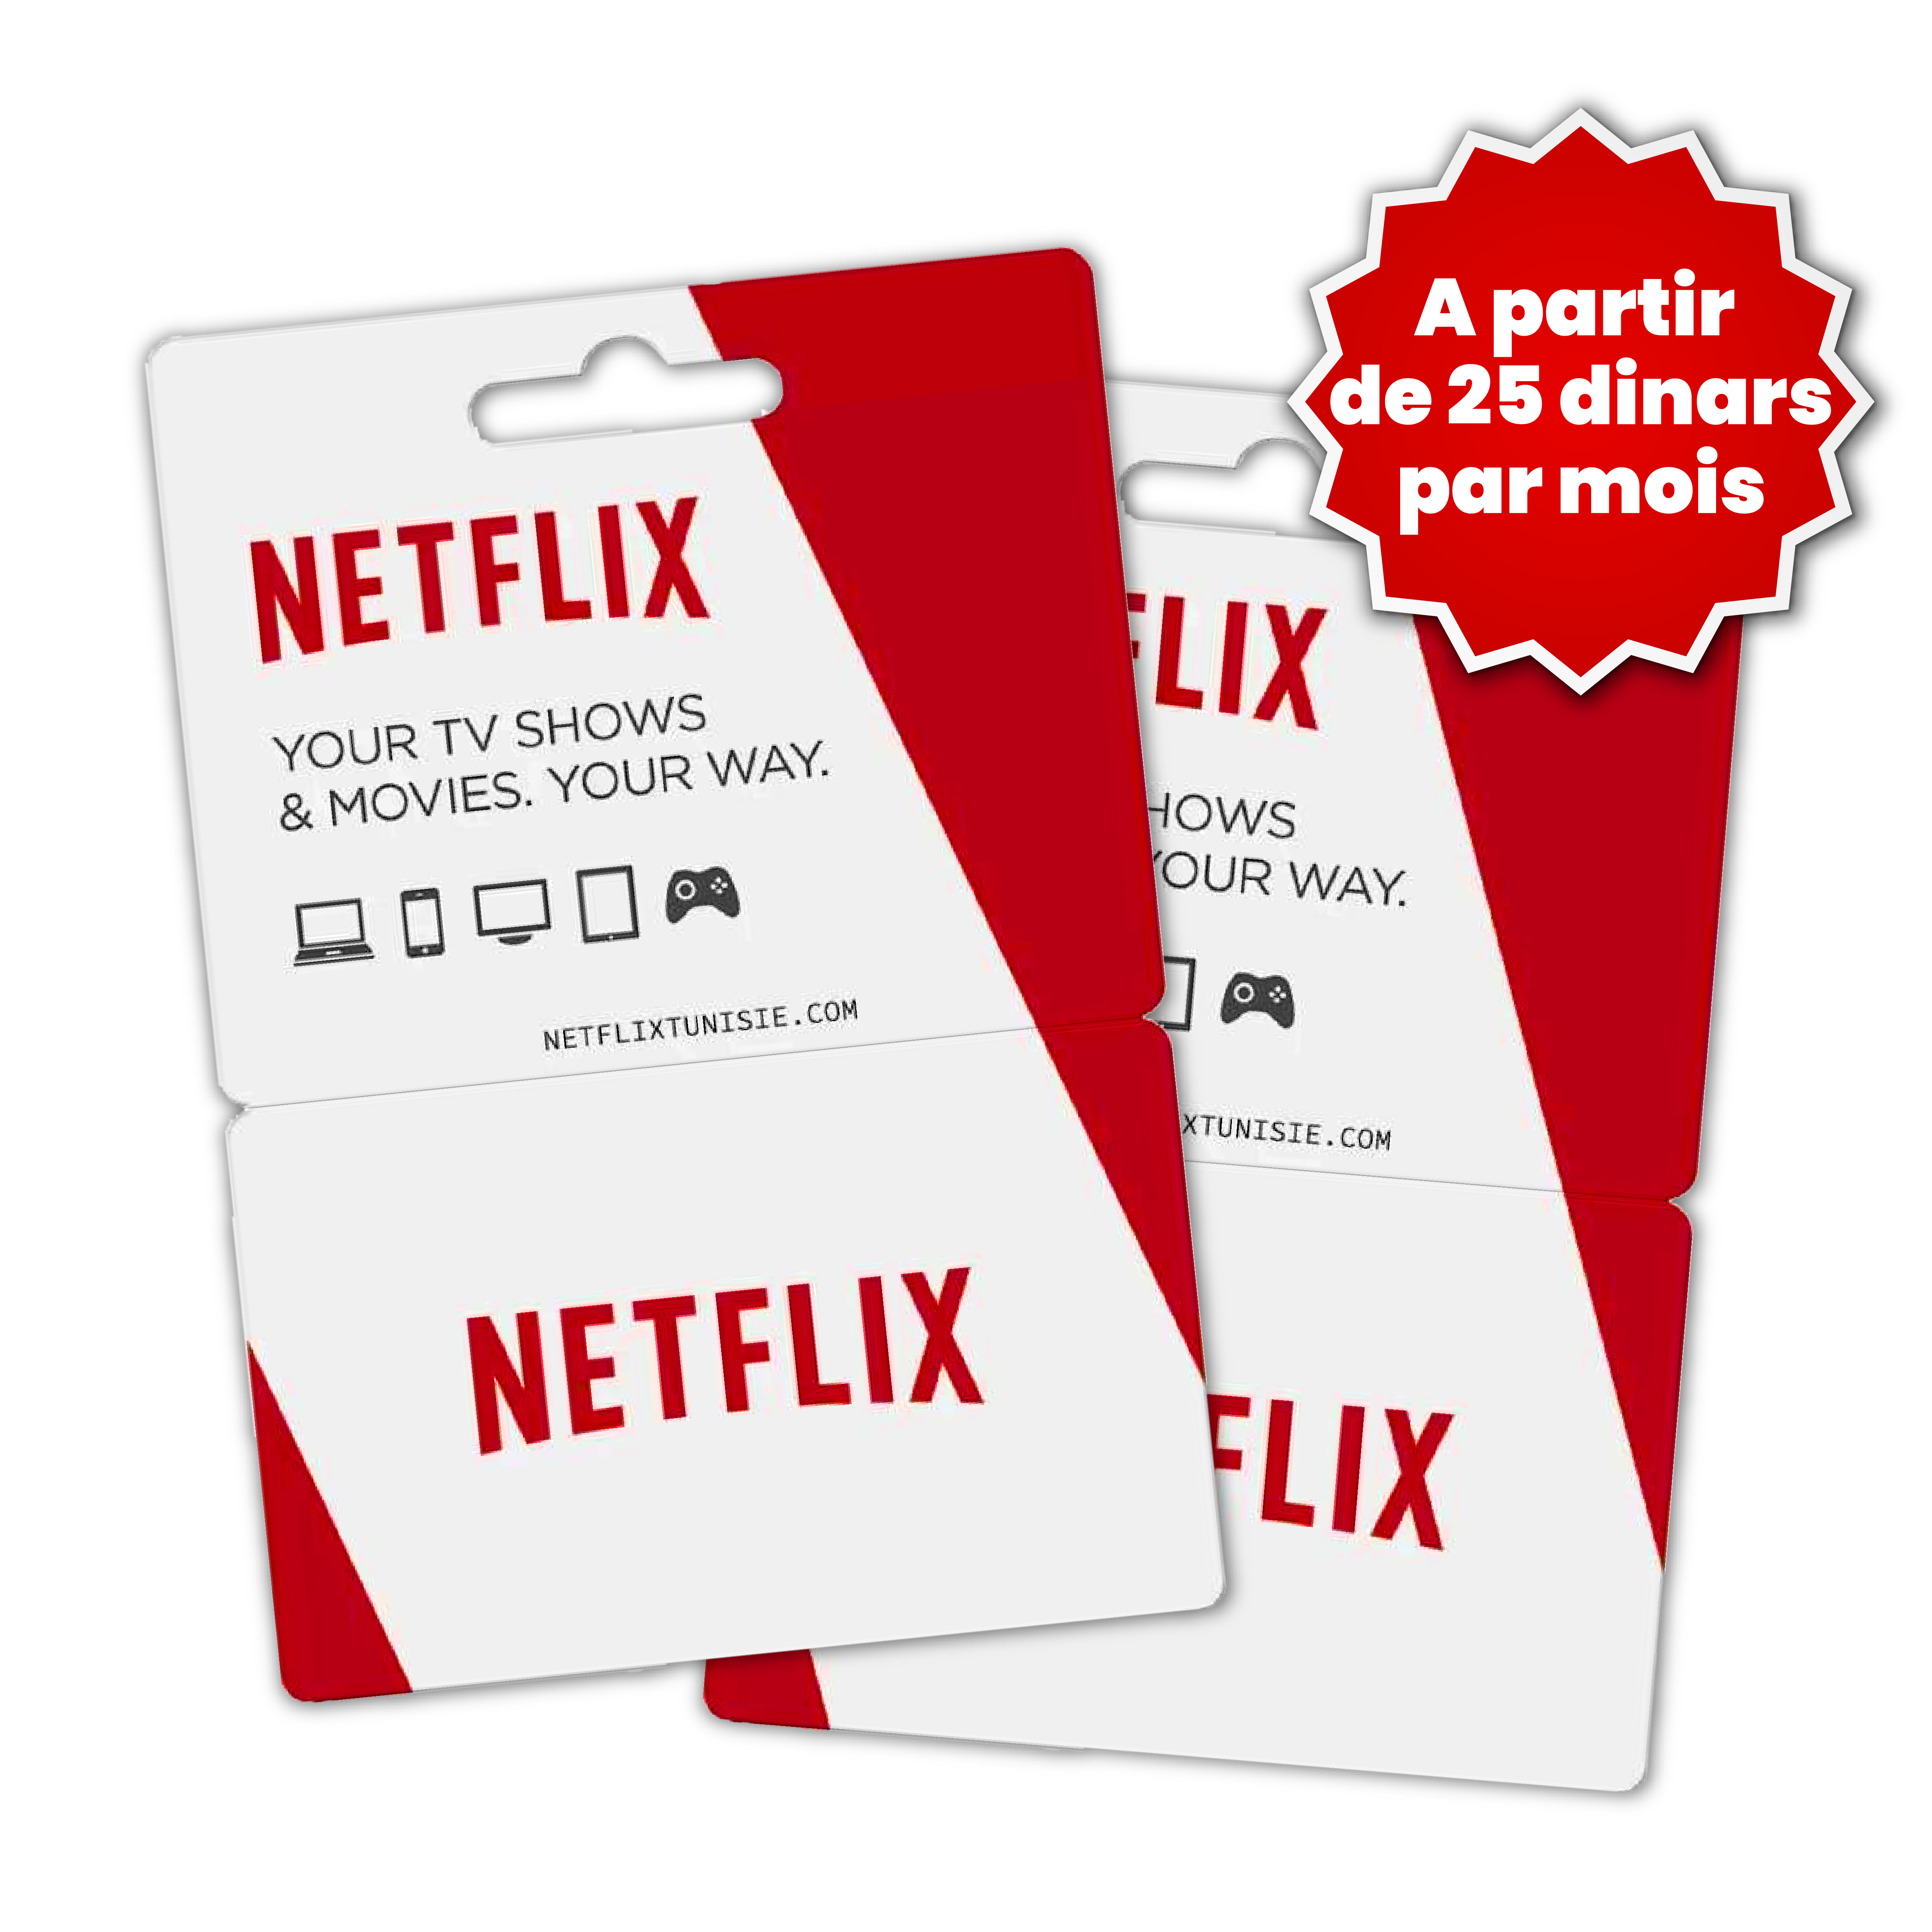 A partir
de 25 dinars
par mois
NETFLIX
YOUR TV SHOWS
& MOVIES. YOUR WAY.
NETFLIXTUNISIE.COM
NETFLIX
FLIX
HOWS
YOUR WAY.
XTUNISIE.COM
FLIX